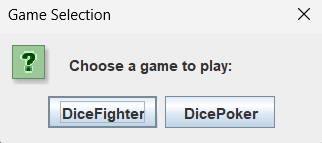 Game Selection
Choose a game to play:
DiceFighter DicePoker